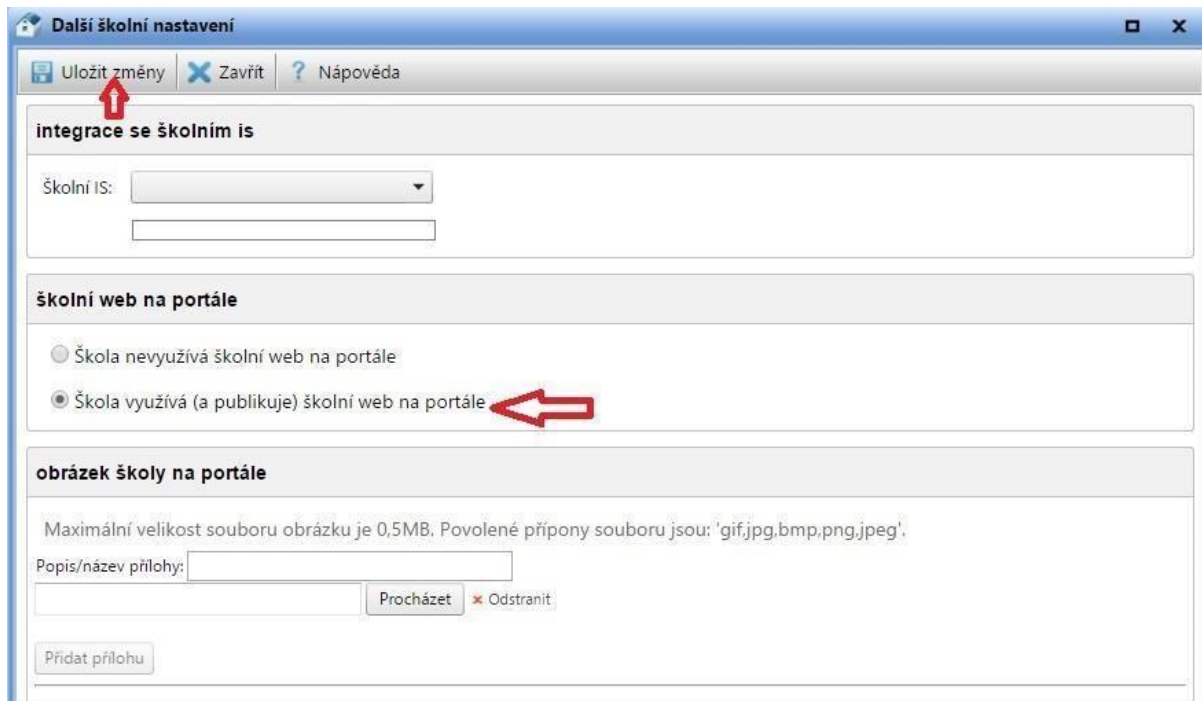 Další školní nastavení
Uložit změny Zavřít ? Nápověda
integrace se školním is
Školní IS:
školní web na portále
Škola nevyužívá školní web na portále
Škola využívá (a publikuje) školní web na portále
obrázek školy na portále
Maximální velikost souboru obrázku je 0,5MB. Povolené přípony souboru jsou: 'gif,jpg,bmp,png,jpeg'.
Popis/název přílohy:
Procházet Odstranit
Přidat přílohu